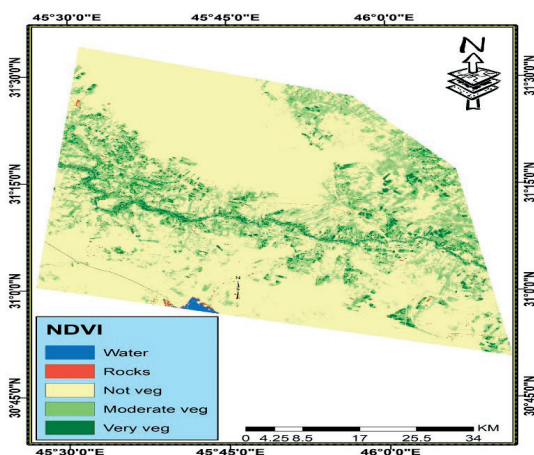 45°30'0"E 45°45'0"E 46°0'0"E
N
31°30'0"N 31°30'0"N
31°15'0"N 31°15'0"N
31°0'0"N 31°0'0"N
30°45'0"N 30°45'0"N
N
NDVI
Water
Rocks
Not veg
Moderate veg
Very veg
KM
0 4.25 8.5 17 25.5 34
45°30'0"E 45°45'0"E 46°0'0"E